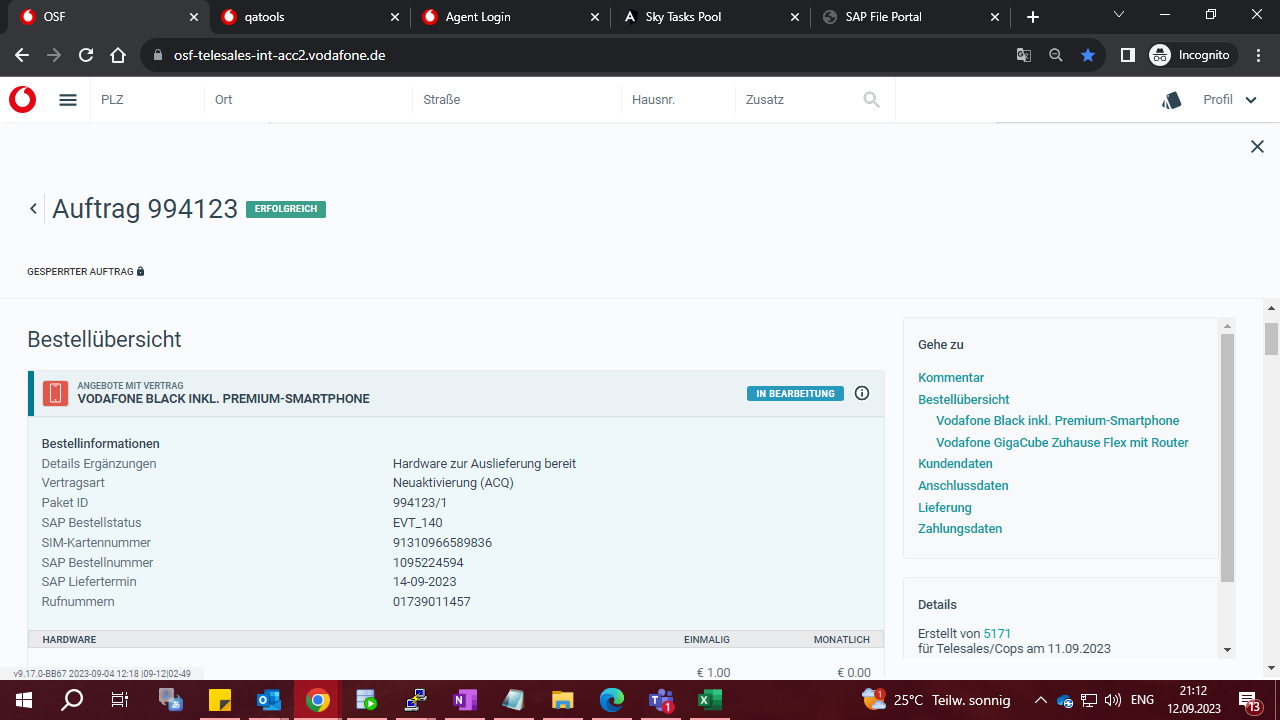 OSF
qatools
Agent Login
Sky Tasks Pool
SAP File Portal
osf-telesales-int-acc2.vodafone.de
Incognito
PLZ
Ort
Straße
Hausnr.
Zusatz
Profil
Auftrag 994123 ERFOLGREICH
GESPERRTER AUFTRAG
Bestellübersicht
ANGEBOTE MIT VERTRAG
VODAFONE BLACK INKL. PREMIUM-SMARTPHONE
IN BEARBEITUNG
Bestellinformationen
Details Ergänzungen Hardware zur Auslieferung bereit
Vertragsart Neuaktivierung (ACQ)
Paket ID 994123/1
SAP Bestellstatus EVT_140
SIM-Kartennummer 91310966589836
SAP Bestellnummer 1095224594
SAP Liefertermin 14-09-2023
Rufnummern 01739011457
HARDWARE EINMALIG MONATLICH
€ 1.00 € 0.00
Gehe zu
Kommentar
Bestellübersicht
Vodafone Black inkl. Premium-Smartphone
Vodafone GigaCube Zuhause Flex mit Router
Kundendaten
Anschlussdaten
Lieferung
Zahlungsdaten
Details
Erstellt von 5171
für Telesales/Cops am 11.09.2023
v9.17.0-BB67 2023-09-04 12:18 |09-12|02-49
1
25°C Teilw. sonnig
ENG
21:12
12.09.2023
13
1